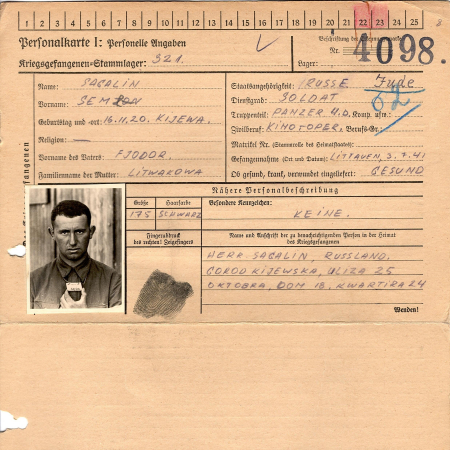 1 2 3 4 5 6 7 8 9 10 11 12 13 14 15 16 17 18 19 20 21 22 23 24 25
Personalkarte I: Personelle Angaben
Kriegsgefangenen-Stammlager: 321.
Beschriftung der
Nr.
4098.
Lager:
Name: SAGALIN
Vorname: SEMJON
Geburtstag und -ort: 16.11.20. KIJEWA.
Religion: —
Vorname des Vaters: FJODOR.
Familienname der Mutter: LITWAKOWA
Staatsangehörigkeit: RUSSE. Jude
Dienstgrad: SOLDAT
Truppenteil: PANZER A.D. Komp. usw.:
Zivilberuf: KINOTOPER. Berufs-Gr.:
Matrikel Nr. (Stammrolle des Heimatstaates):
Gefangennahme (Ort und Datum): LITTAUEN, 3.7.41
Ob gesund, krank, verwundet eingeliefert: GESUND
Nähere Personalbeschreibung
Größe Haarfarbe Besondere Kennzeichen:
175 SCHWARZ KEINE.
Fingerabdruck
des rechten! Zeigefingers
Name und Anschrift der zu benachrichtigenden Person in der Heimat
des Kriegsgefangenen
HERR SAGALIN, RUSSLAND.
GOROD KIJEWSKA, ULIZA 25
OKTOBRA, DOM 18. KWARTIRA 24
Wenden!